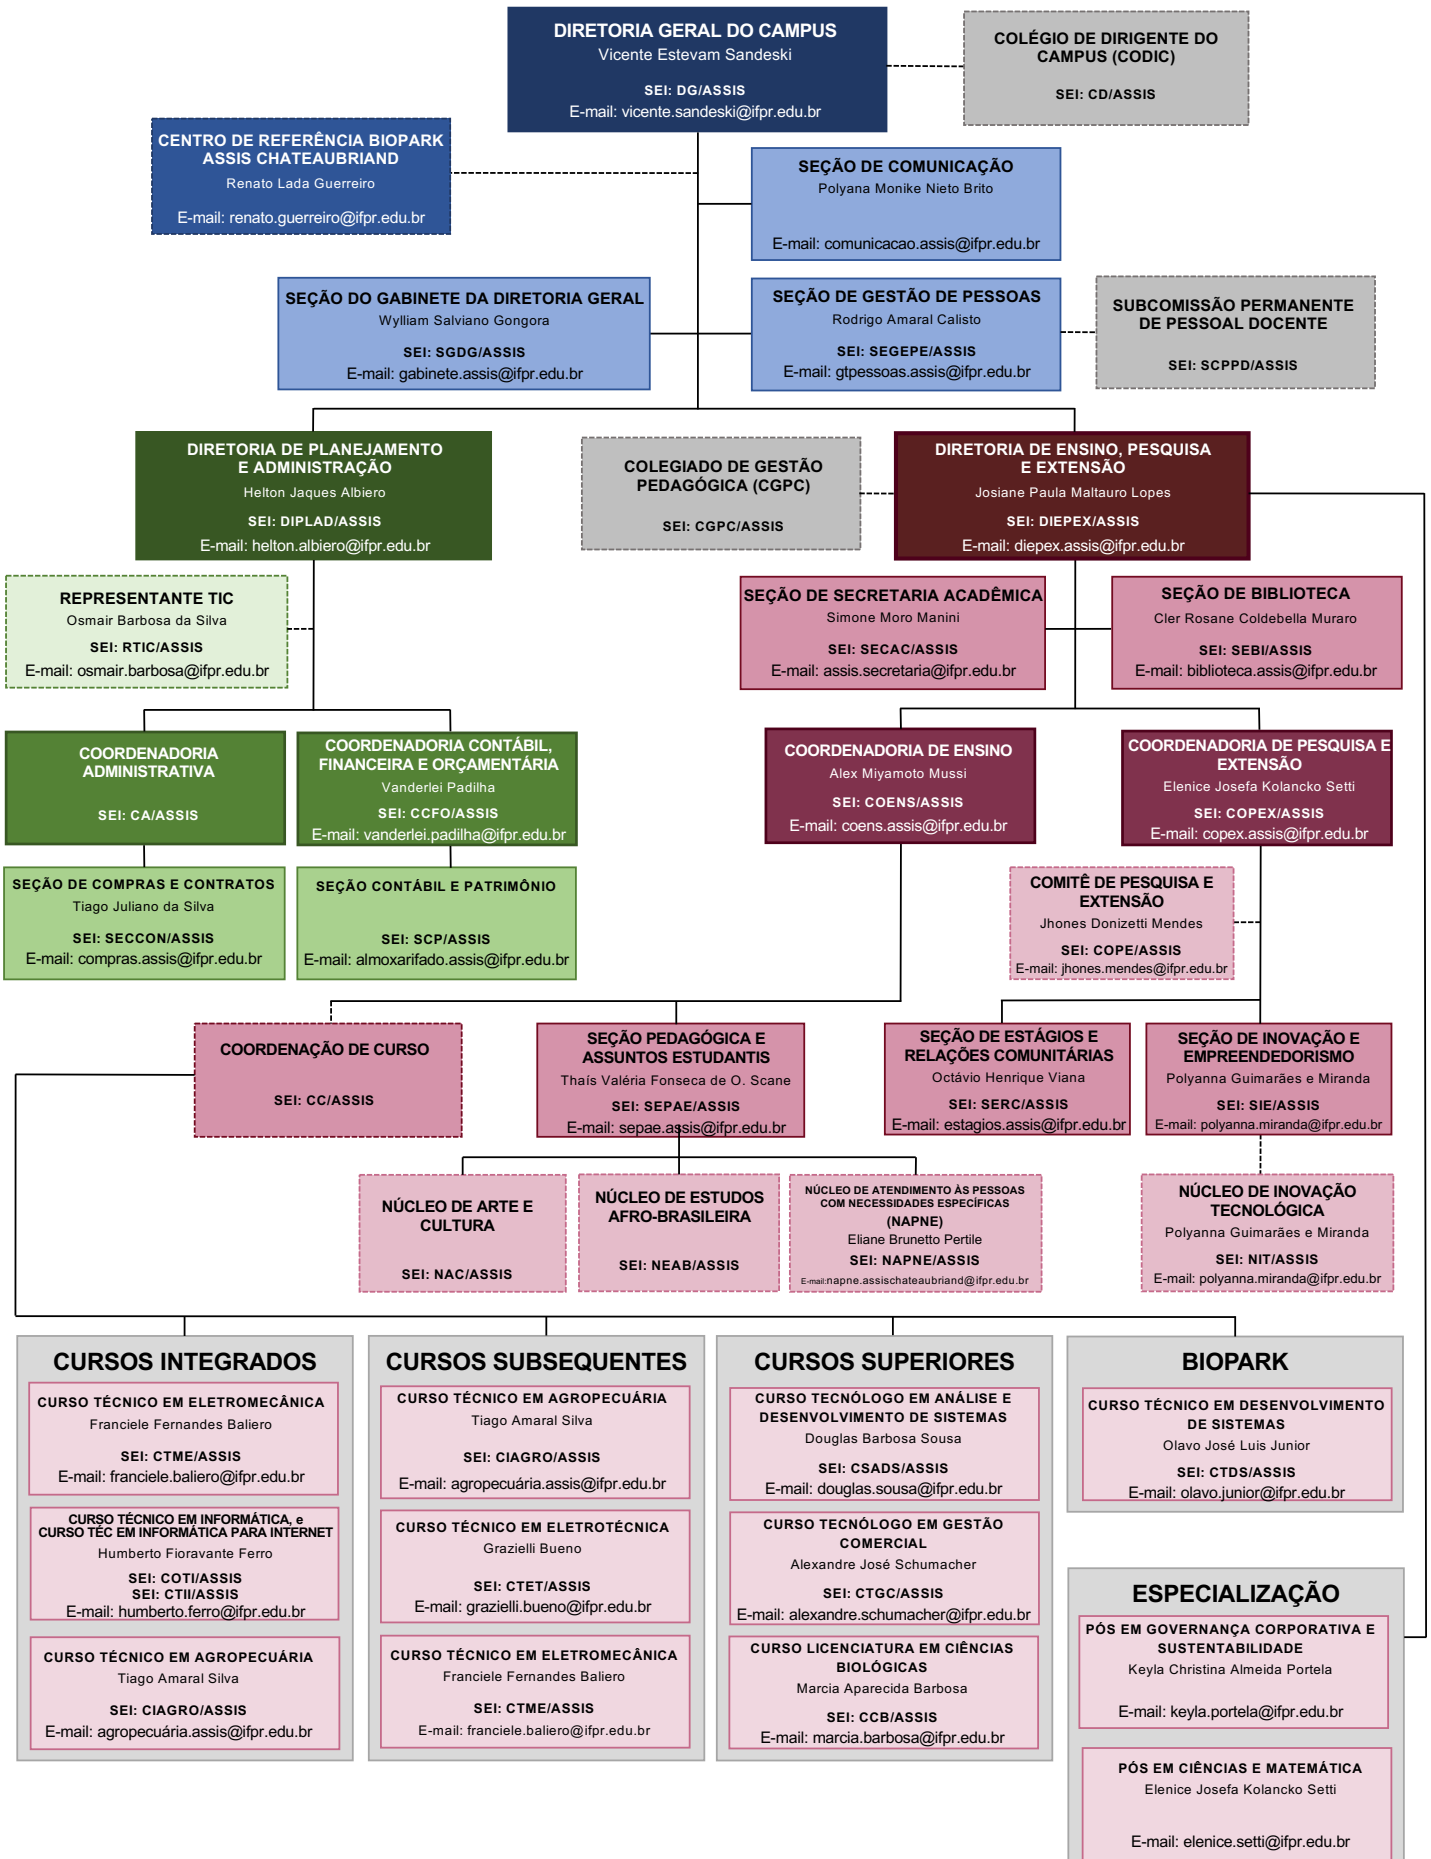 DIRETORIA GERAL DO CAMPUS
Vicente Estevam Sandeski
SEI: DG/ASSIS
E-mail: vicente.sandeski@ifpr.edu.br
COLÉGIO DE DIRIGENTE DO
CAMPUS (CODIC)
SEI: CD/ASSIS
CENTRO DE REFERÊNCIA BIOPARK
ASSIS CHATEAUBRIAND
Renato Lada Guerreiro
E-mail: renato.guerreiro@ifpr.edu.br
SEÇÃO DE COMUNICAÇÃO
Polyana Monike Nieto Brito
E-mail: comunicacao.assis@ifpr.edu.br
SEÇÃO DO GABINETE DA DIRETORIA GERAL
Wylliam Salviano Gongora
SEI: SGDG/ASSIS
E-mail: gabinete.assis@ifpr.edu.br
SEÇÃO DE GESTÃO DE PESSOAS
Rodrigo Amaral Calisto
SEI: SEGEPE/ASSIS
E-mail: gtpessoas.assis@ifpr.edu.br
SUBCOMISSÃO PERMANENTE
DE PESSOAL DOCENTE
SEI: SCPPD/ASSIS
DIRETORIA DE PLANEJAMENTO
E ADMINISTRAÇÃO
Helton Jaques Albiero
SEI: DIPLAD/ASSIS
E-mail: helton.albiero@ifpr.edu.br
COLEGIADO DE GESTÃO
PEDAGÓGICA (CGPC)
SEI: CGPC/ASSIS
DIRETORIA DE ENSINO, PESQUISA
E EXTENSÃO
Josiane Paula Maltauro Lopes
SEI: DIEPEX/ASSIS
E-mail: diepex.assis@ifpr.edu.br
REPRESENTANTE TIC
Osmair Barbosa da Silva
SEI: RTIC/ASSIS
E-mail: osmair.barbosa@ifpr.edu.br
SEÇÃO DE SECRETARIA ACADÊMICA
Simone Moro Manini
SEI: SECAC/ASSIS
E-mail: assis.secretaria@ifpr.edu.br
SEÇÃO DE BIBLIOTECA
Cler Rosane Coldebella Muraro
SEI: SEBI/ASSIS
E-mail: biblioteca.assis@ifpr.edu.br
COORDENADORIA
ADMINISTRATIVA
SEI: CA/ASSIS
COORDENADORIA CONTÁBIL,
FINANCEIRA E ORÇAMENTÁRIA
Vanderlei Padilha
SEI: CCFO/ASSIS
E-mail: vanderlei.padilha@ifpr.edu.br
COORDENADORIA DE ENSINO
Alex Miyamoto Mussi
SEI: COENS/ASSIS
E-mail: coens.assis@ifpr.edu.br
COORDENADORIA DE PESQUISA E
EXTENSÃO
Elenice Josefa Kolancko Setti
SEI: COPEX/ASSIS
E-mail: copex.assis@ifpr.edu.br
SEÇÃO DE COMPRAS E CONTRATOS
Tiago Juliano da Silva
SEI: SECCON/ASSIS
E-mail: compras.assis@ifpr.edu.br
SEÇÃO CONTÁBIL E PATRIMÔNIO
SEI: SCP/ASSIS
E-mail: almoxarifado.assis@ifpr.edu.br
COMITÊ DE PESQUISA E
EXTENSÃO
Jhones Donizetti Mendes
SEI: COPE/ASSIS
E-mail: jhones.mendes@ifpr.edu.br
COORDENAÇÃO DE CURSO
SEI: CC/ASSIS
SEÇÃO PEDAGÓGICA E
ASSUNTOS ESTUDANTIS
Thaís Valéria Fonseca de O. Scane
SEI: SEPAE/ASSIS
E-mail: sepae.assis@ifpr.edu.br
SEÇÃO DE ESTÁGIOS E
RELAÇÕES COMUNITÁRIAS
Octávio Henrique Viana
SEI: SERC/ASSIS
E-mail: estagios.assis@ifpr.edu.br
SEÇÃO DE INOVAÇÃO E
EMPREENDEDORISMO
Polyanna Guimarães e Miranda
SEI: SIE/ASSIS
E-mail: polyanna.miranda@ifpr.edu.br
NÚCLEO DE ARTE E
CULTURA
SEI: NAC/ASSIS
NÚCLEO DE ESTUDOS
AFRO-BRASILEIRA
SEI: NEAB/ASSIS
NÚCLEO DE ATENDIMENTO ÀS PESSOAS
COM NECESSIDADES ESPECÍFICAS
(NAPNE)
Eliane Brunetto Pertile
SEI: NAPNE/ASSIS
E-mail:napne.assischateaubriand@ifpr.edu.br
NÚCLEO DE INOVAÇÃO
TECNOLÓGICA
Polyanna Guimarães e Miranda
SEI: NIT/ASSIS
E-mail: polyanna.miranda@ifpr.edu.br
CURSOS INTEGRADOS
CURSO TÉCNICO EM ELETROMECÂNICA
Franciele Fernandes Baliero
SEI: CTME/ASSIS
E-mail: franciele.baliero@ifpr.edu.br
CURSO TÉCNICO EM INFORMÁTICA, e
CURSO TÉC EM INFORMÁTICA PARA INTERNET
Humberto Fioravante Ferro
SEI: COTI/ASSIS
SEI: CTII/ASSIS
E-mail: humberto.ferro@ifpr.edu.br
CURSO TÉCNICO EM AGROPECUÁRIA
Tiago Amaral Silva
SEI: CIAGRO/ASSIS
E-mail: agropecuária.assis@ifpr.edu.br
CURSOS SUBSEQUENTES
CURSO TÉCNICO EM AGROPECUÁRIA
Tiago Amaral Silva
SEI: CIAGRO/ASSIS
E-mail: agropecuária.assis@ifpr.edu.br
CURSO TÉCNICO EM ELETROTÉCNICA
Grazielli Bueno
SEI: CTET/ASSIS
E-mail: grazielli.bueno@ifpr.edu.br
CURSO TÉCNICO EM ELETROMECÂNICA
Franciele Fernandes Baliero
SEI: CTME/ASSIS
E-mail: franciele.baliero@ifpr.edu.br
CURSOS SUPERIORES
CURSO TECNÓLOGO EM ANÁLISE E
DESENVOLVIMENTO DE SISTEMAS
Douglas Barbosa Sousa
SEI: CSADS/ASSIS
E-mail: douglas.sousa@ifpr.edu.br
CURSO TECNÓLOGO EM GESTÃO
COMERCIAL
Alexandre José Schumacher
SEI: CTGC/ASSIS
E-mail: alexandre.schumacher@ifpr.edu.br
CURSO LICENCIATURA EM CIÊNCIAS
BIOLÓGICAS
Marcia Aparecida Barbosa
SEI: CCB/ASSIS
E-mail: marcia.barbosa@ifpr.edu.br
BIOPARK
CURSO TÉCNICO EM DESENVOLVIMENTO
DE SISTEMAS
Olavo José Luis Junior
SEI: CTDS/ASSIS
E-mail: olavo.junior@ifpr.edu.br
ESPECIALIZAÇÃO
PÓS EM GOVERNANÇA CORPORATIVA E
SUSTENTABILIDADE
Keyla Christina Almeida Portela
E-mail: keyla.portela@ifpr.edu.br
PÓS EM CIÊNCIAS E MATEMÁTICA
Elenice Josefa Kolancko Setti
E-mail: elenice.setti@ifpr.edu.br